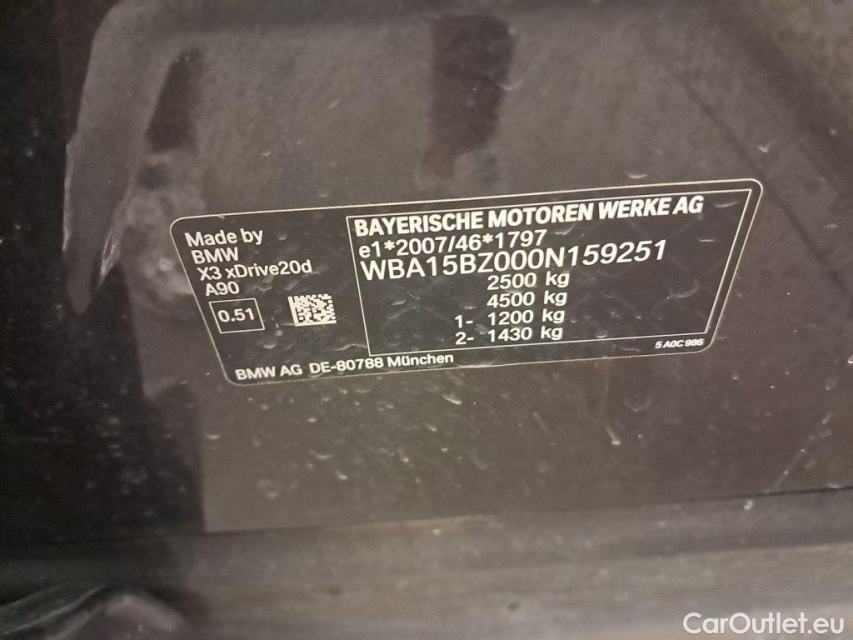 Made by
BMW
X3 xDrive20d
A90
0.51
BAYERISCHE MOTOREN WERKE AG
e1*2007/46*1797
WBA15BZ000N159251
2500 kg
4500 kg
1- 1200 kg
2- 1430 kg
5 A0C 986
BMW AG DE-80788 München
CarOutlet.eu